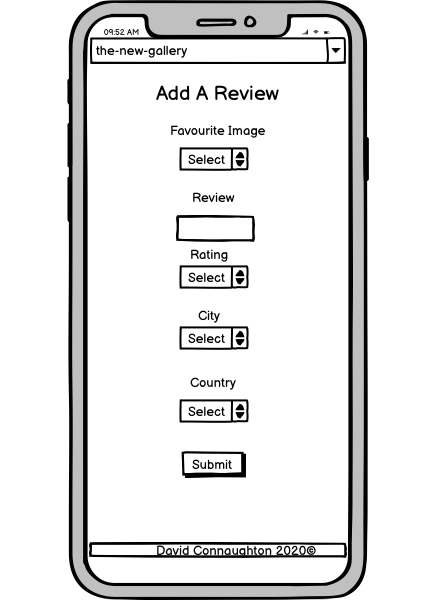 09:52 AM
the-new-gallery
Add A Review
Favourite Image
Select
Review
Rating
Select
City
Select
Country
Select
Submit
David Connaughton 2020©